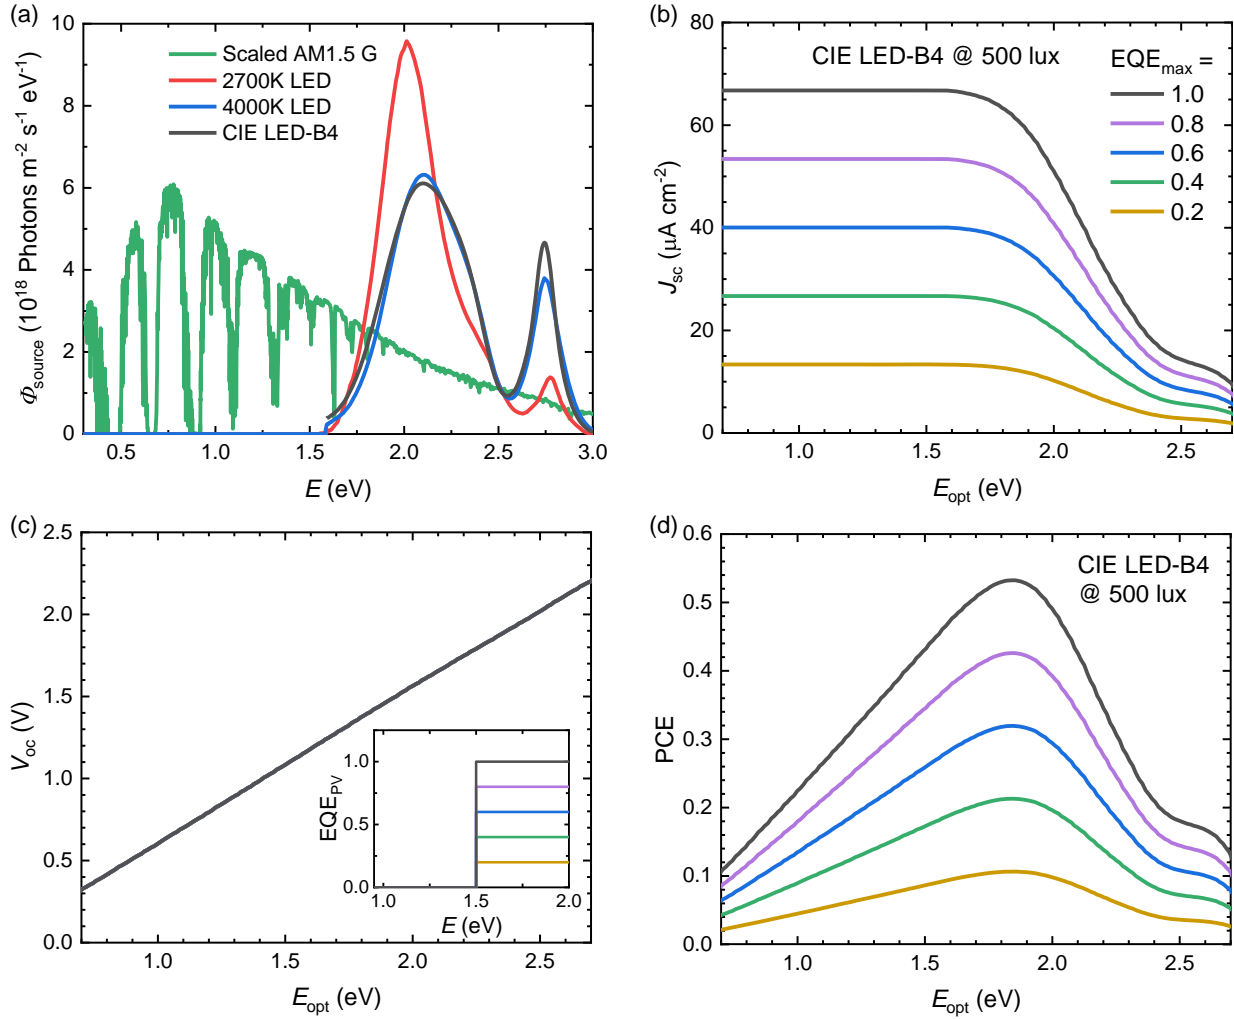 (a)
Φsource (10^18 Photons m^-2 s^-1 eV^-1)
10
8
6
4
2
0
Scaled AM1.5 G
2700K LED
4000K LED
CIE LED-B4
0.5 1.0 1.5 2.0 2.5 3.0
E (eV)
(b)
Jsc (μA cm^-2)
80
60
40
20
0
CIE LED-B4 @ 500 lux
EQEmax =
1.0
0.8
0.6
0.4
0.2
1.0 1.5 2.0 2.5
Eopt (eV)
(c)
Voc (V)
2.5
2.0
1.5
1.0
0.5
0.0
EQEPV
1.0
0.5
0.0
1.0 1.5 2.0
E (eV)
1.0 1.5 2.0 2.5
Eopt (eV)
(d)
PCE
0.6
0.5
0.4
0.3
0.2
0.1
0.0
CIE LED-B4
@ 500 lux
1.0 1.5 2.0 2.5
Eopt (eV)